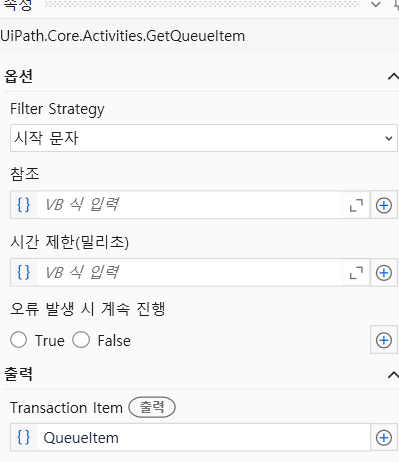 속성
UiPath.Core.Activities.GetQueueItem
옵션
Filter Strategy
시작 문자
참조
{} VB 식 입력
시간 제한(밀리초)
{} VB 식 입력
오류 발생 시 계속 진행
True False
출력
Transaction Item 출력
{} QueueItem